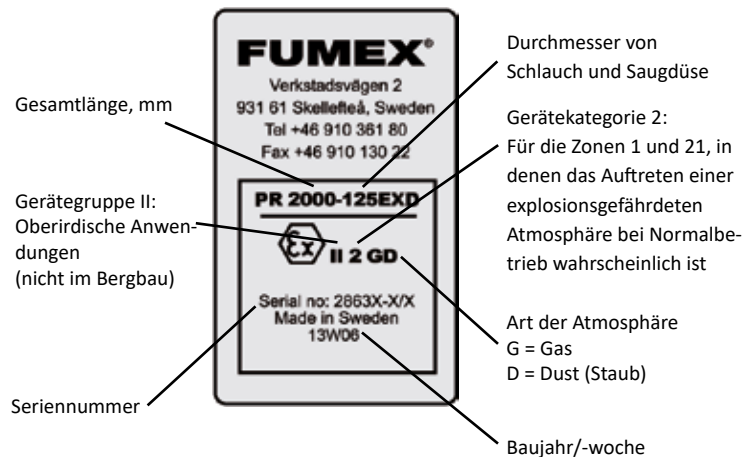 FUMEX®
Verkstadsvägen 2
931 61 Skellefteå, Sweden
Tel +46 910 361 80
Fax +46 910 130 22
PR 2000-125EXD
Ex II 2 GD
Serial no: 2863X-X/X
Made in Sweden
13W06
Gesamtlänge, mm
Gerätegruppe II:
Oberirdische Anwen-
dungen
(nicht im Bergbau)
Seriennummer
Durchmesser von
Schlauch und Saugdüse
Gerätekategorie 2:
Für die Zonen 1 und 21, in
denen das Auftreten einer
explosionsgefährdeten
Atmosphäre bei Normalbe-
trieb wahrscheinlich ist
Art der Atmosphäre
G = Gas
D = Dust (Staub)
Baujahr/-woche